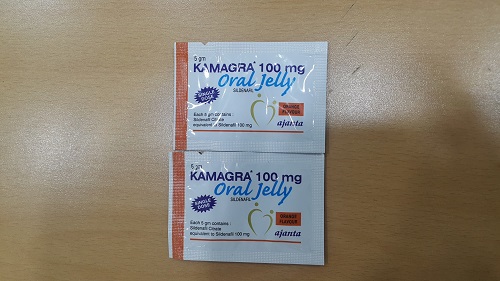 5 gm
KAMAGRA® 100 mg
Oral Jelly
SILDENAFIL
SINGLE DOSE
ORANGE FLAVOUR
Each 5 gm contains :
Sildenafil Citrate
equivalent to Sildenafil 100 mg
ajanta
5 gm
KAMAGRA® 100 mg
Oral Jelly
SILDENAFIL
SINGLE DOSE
ORANGE FLAVOUR
Each 5 gm contains :
Sildenafil Citrate
equivalent to Sildenafil 100 mg
ajanta